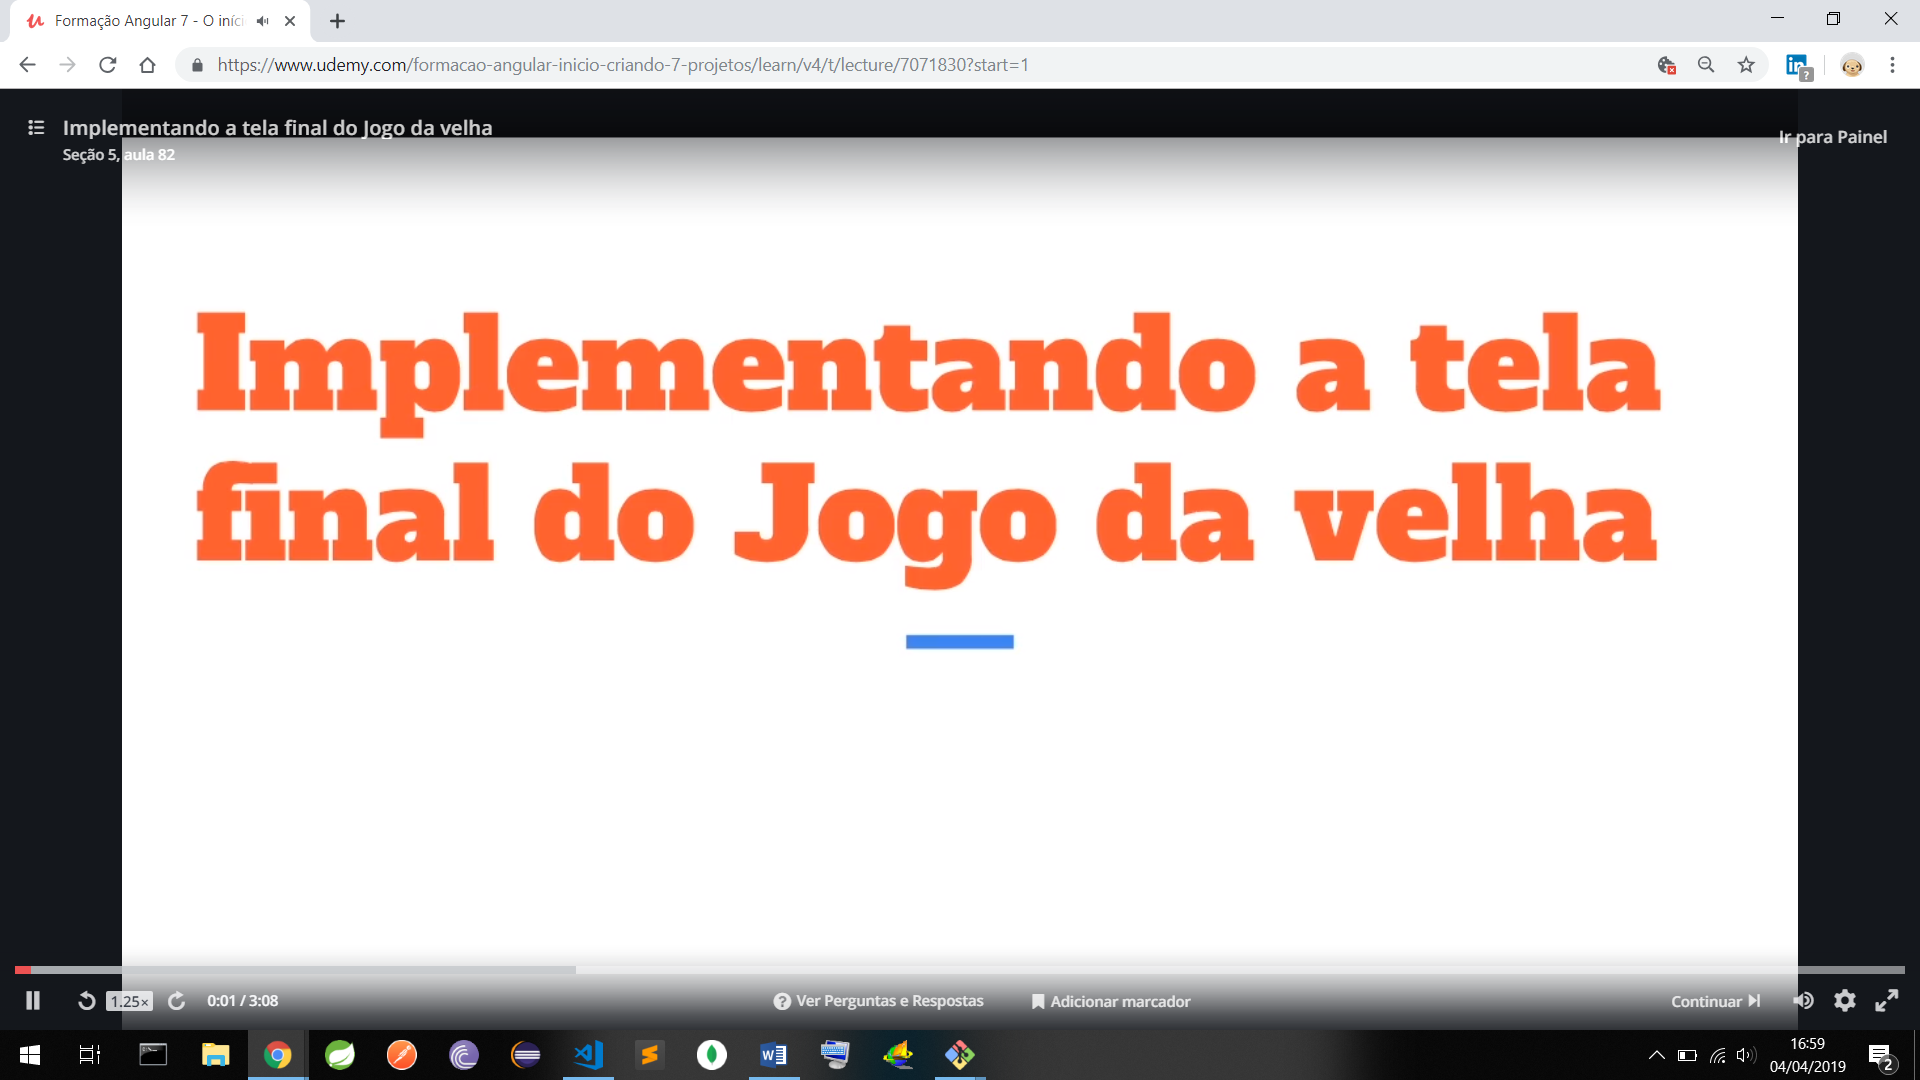 Formação Angular 7 - O iníci
https://www.udemy.com/formacao-angular-inicio-criando-7-projetos/learn/v4/t/lecture/7071830?start=1
Implementando a tela final do Jogo da velha
Seção 5, aula 82
Ir para Painel
Implementando a tela
final do Jogo da velha
1.25×
0:01 / 3:08
Ver Perguntas e Respostas
Adicionar marcador
Continuar
16:59
04/04/2019
2